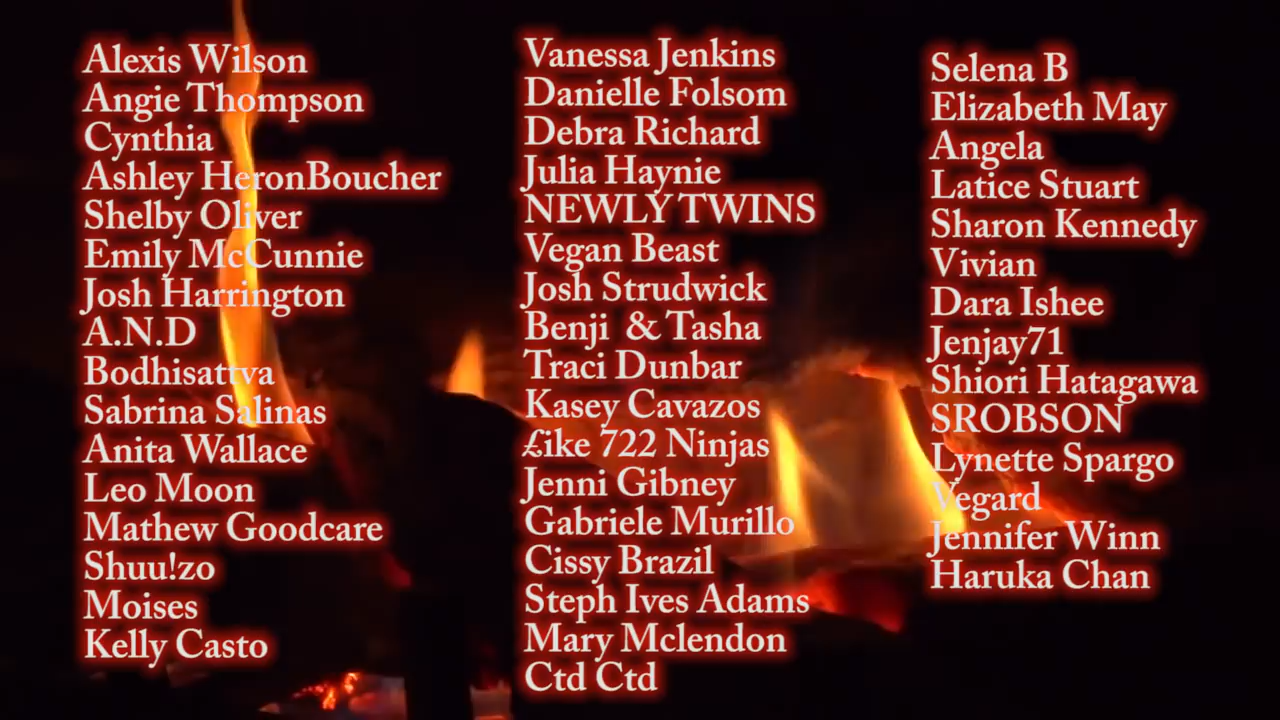 Alexis Wilson
Angie Thompson
Cynthia
Ashley HeronBoucher
Shelby Oliver
Emily McCunnie
Josh Harrington
A.N.D
Bodhisattva
Sabrina Salinas
Anita Wallace
Leo Moon
Mathew Goodcare
Shuu!zo
Moises
Kelly Casto
Vanessa Jenkins
Danielle Folsom
Debra Richard
Julia Haynie
NEWLY TWINS
Vegan Beast
Josh Strudwick
Benji & Tasha
Traci Dunbar
Kasey Cavazos
£ike 722 Ninjas
Jenni Gibney
Gabriele Murillo
Cissy Brazil
Steph Ives Adams
Mary Mclendon
Ctd Ctd
Selena B
Elizabeth May
Angela
Latice Stuart
Sharon Kennedy
Vivian
Dara Ishee
Jenjay71
Shiori Hatagawa
SROBSON
Lynette Spargo
Vegard
Jennifer Winn
Haruka Chan